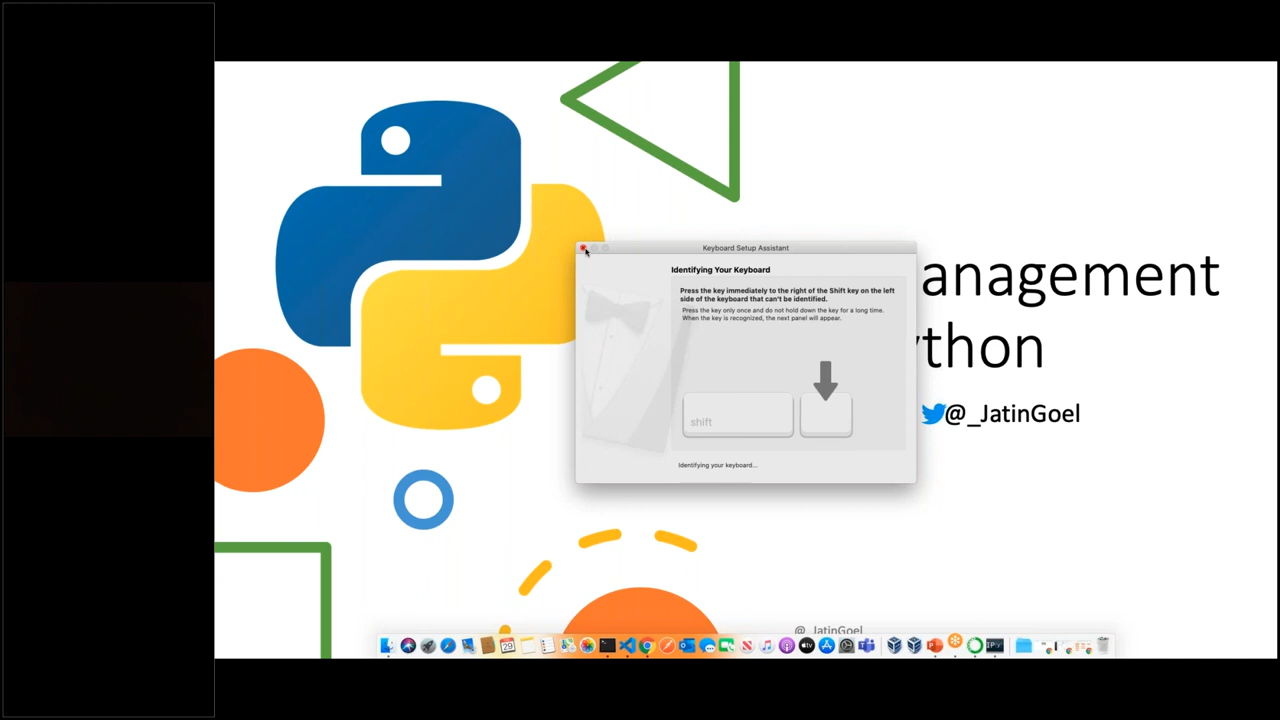 Keyboard Setup Assistant
Identifying Your Keyboard
Press the key immediately to the right of the Shift key on the left
side of the keyboard that can't be identified.
Press the key only once and do not hold down the key for a long time.
When the key is recognized, the next panel will appear.
shift
Identifying your keyboard...
anagement
ython
@_JatinGoel
@_JatinGoel
29